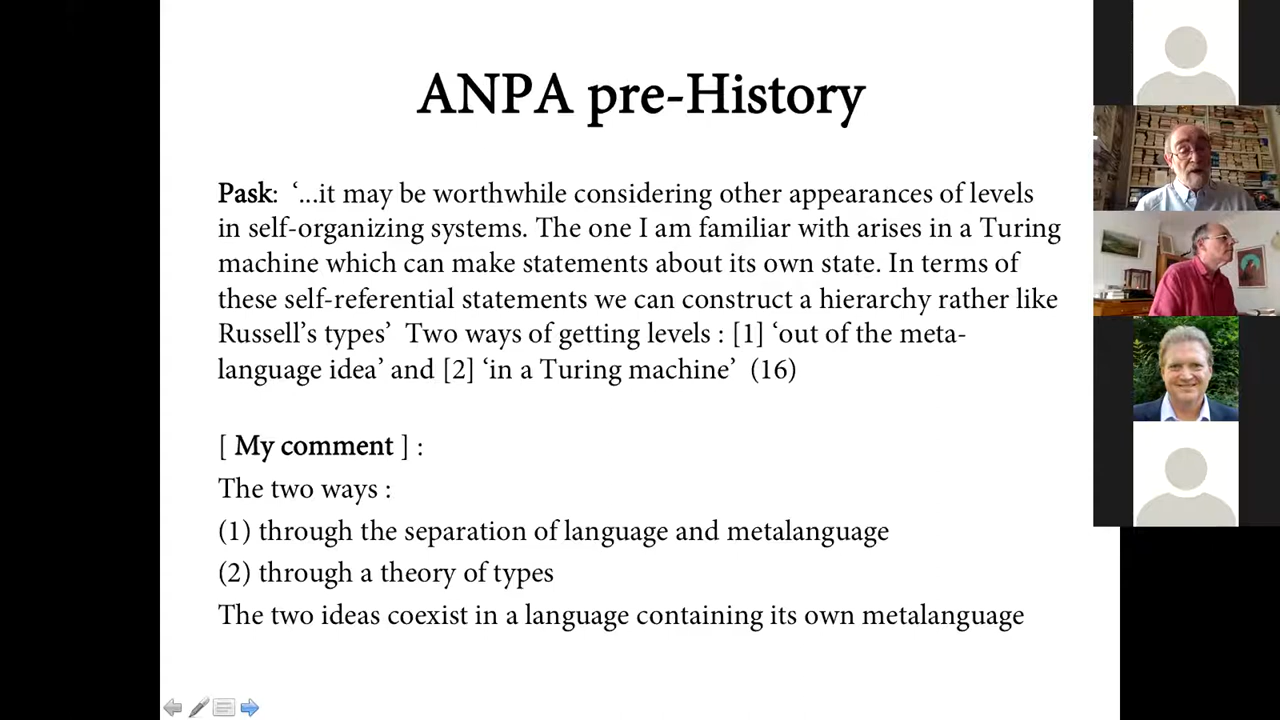 ANPA pre-History
Pask: ‘...it may be worthwhile considering other appearances of levels
in self-organizing systems. The one I am familiar with arises in a Turing
machine which can make statements about its own state. In terms of
these self-referential statements we can construct a hierarchy rather like
Russell’s types’ Two ways of getting levels : [1] ‘out of the meta-
language idea’ and [2] ‘in a Turing machine’ (16)
[ My comment ] :
The two ways :
(1) through the separation of language and metalanguage
(2) through a theory of types
The two ideas coexist in a language containing its own metalanguage